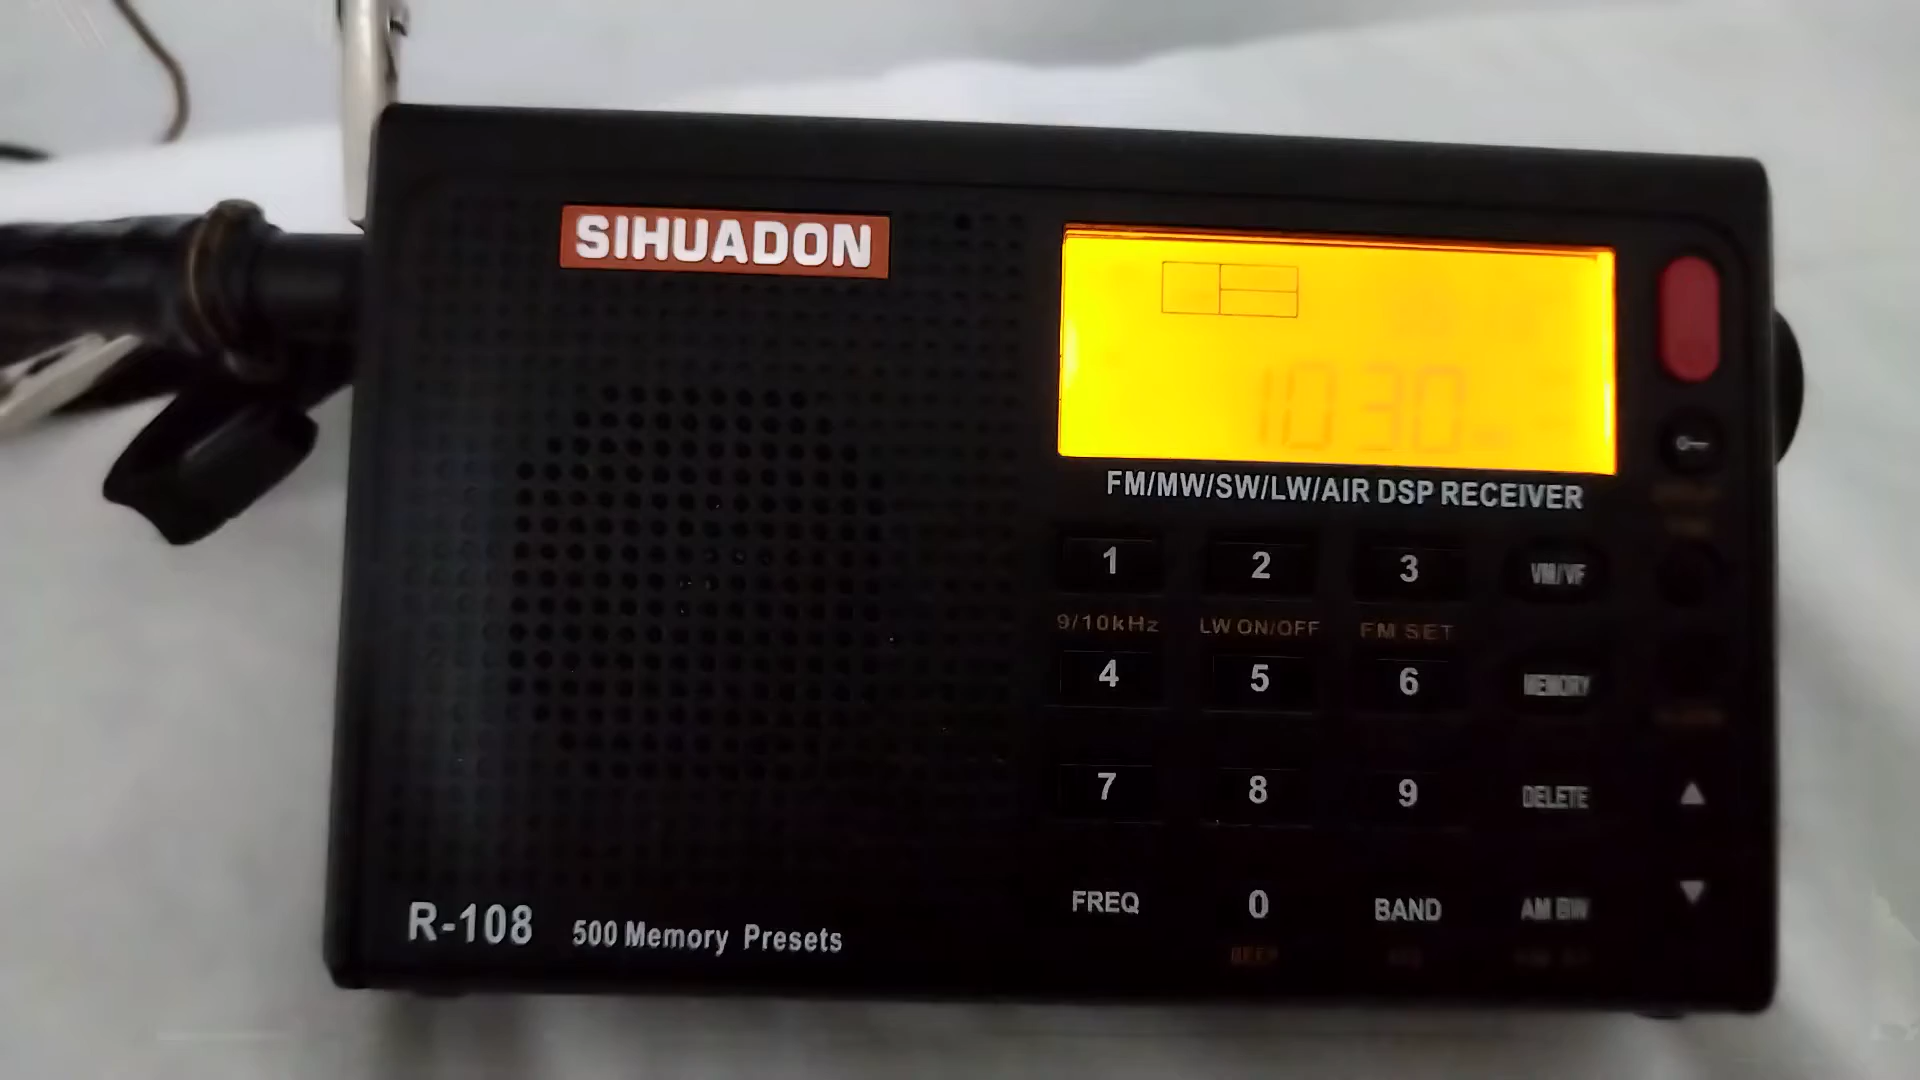 SIHUADON
1030
FM/MW/SW/LW/AIR DSP RECEIVER
1 2 3 VM/VF
9/10kHz LW ON/OFF FM SET
4 5 6 MEMORY
7 8 9 DELETE
FREQ 0 BAND AM BW
BEEP
R-108 500 Memory Presets